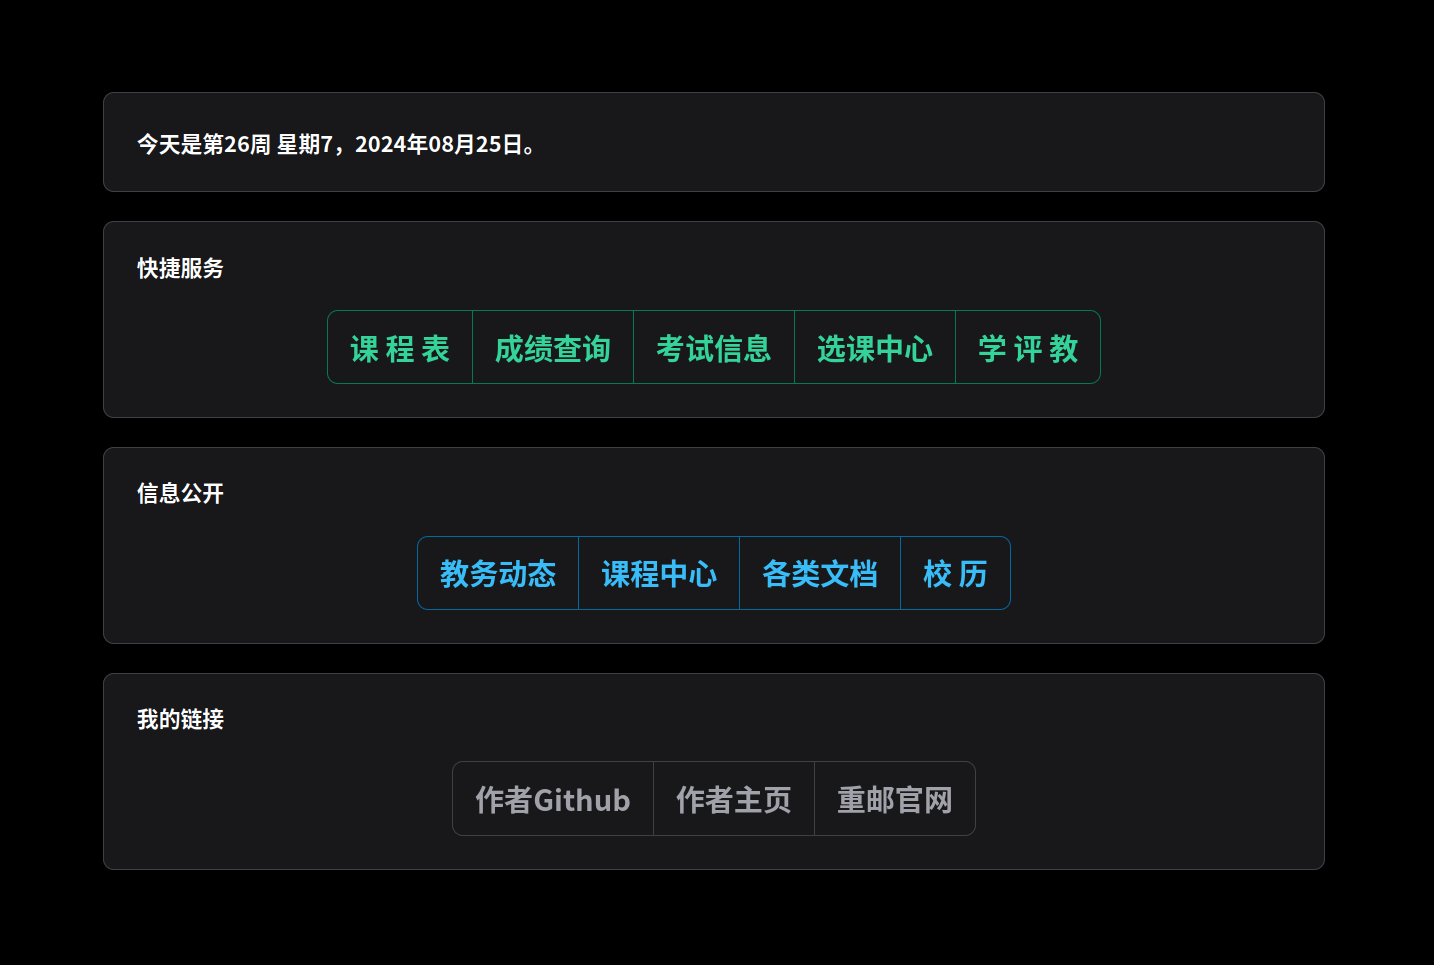 今天是第26周 星期7，2024年08月25日。
快捷服务
课 程 表 成绩查询 考试信息 选课中心 学 评 教
信息公开
教务动态 课程中心 各类文档 校 历
我的链接
作者Github 作者主页 重邮官网